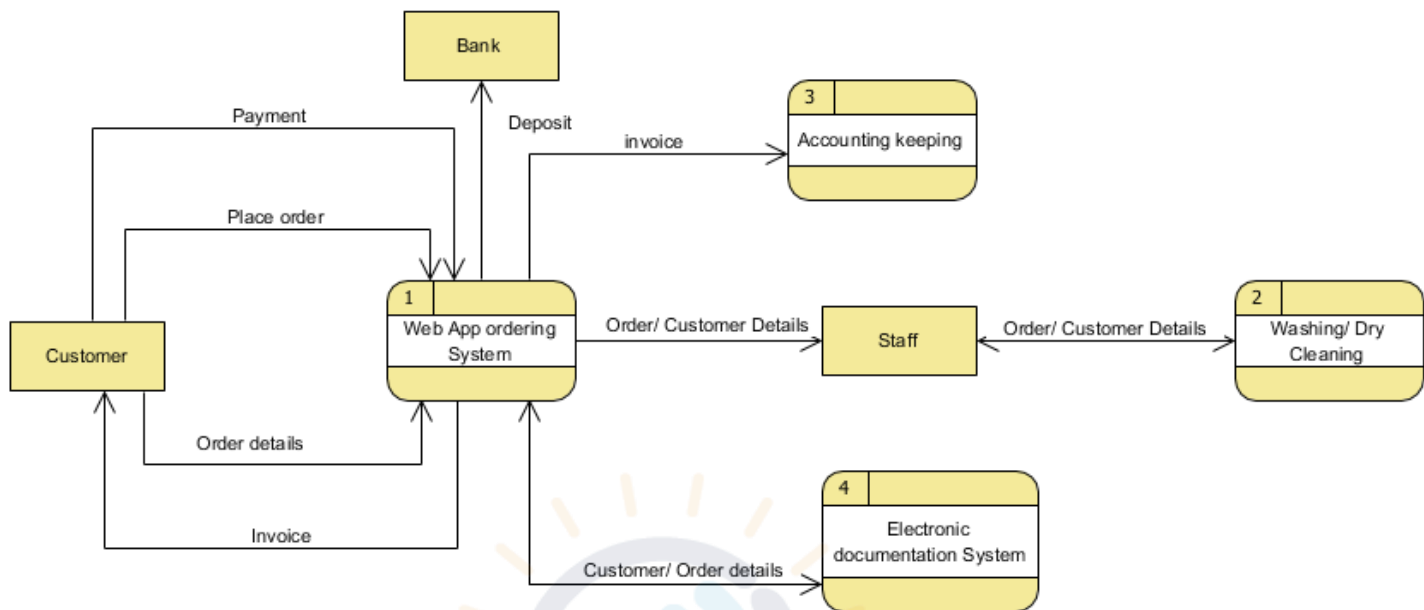 Bank
Payment
Deposit
3
invoice
Accounting keeping
Place order
1
2
Web App ordering
System
Order/ Customer Details
Staff
Order/ Customer Details
Washing/ Dry
Cleaning
Customer
Order details
4
Invoice
Electronic
documentation System
Customer/ Order details